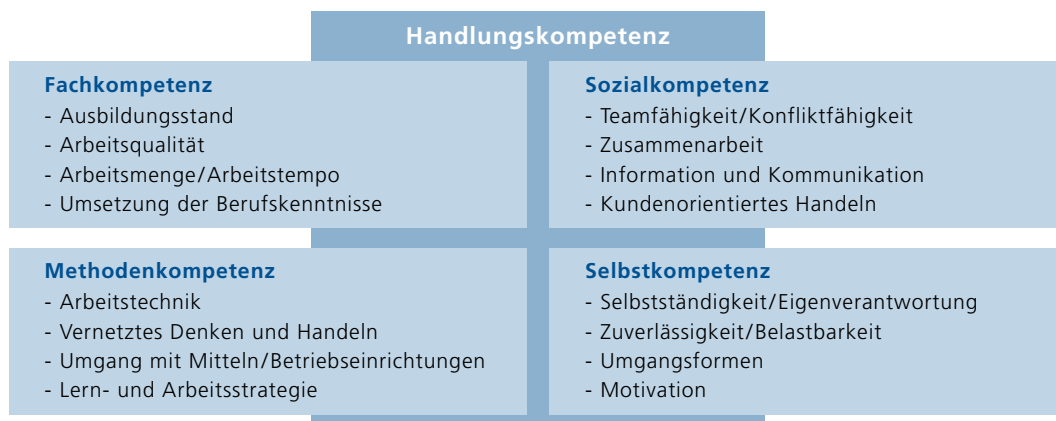 Handlungskompetenz
Fachkompetenz
- Ausbildungsstand
- Arbeitsqualität
- Arbeitsmenge/Arbeitstempo
- Umsetzung der Berufskenntnisse
Sozialkompetenz
- Teamfähigkeit/Konfliktfähigkeit
- Zusammenarbeit
- Information und Kommunikation
- Kundenorientiertes Handeln
Methodenkompetenz
- Arbeitstechnik
- Vernetztes Denken und Handeln
- Umgang mit Mitteln/Betriebseinrichtungen
- Lern- und Arbeitsstrategie
Selbstkompetenz
- Selbstständigkeit/Eigenverantwortung
- Zuverlässigkeit/Belastbarkeit
- Umgangsformen
- Motivation